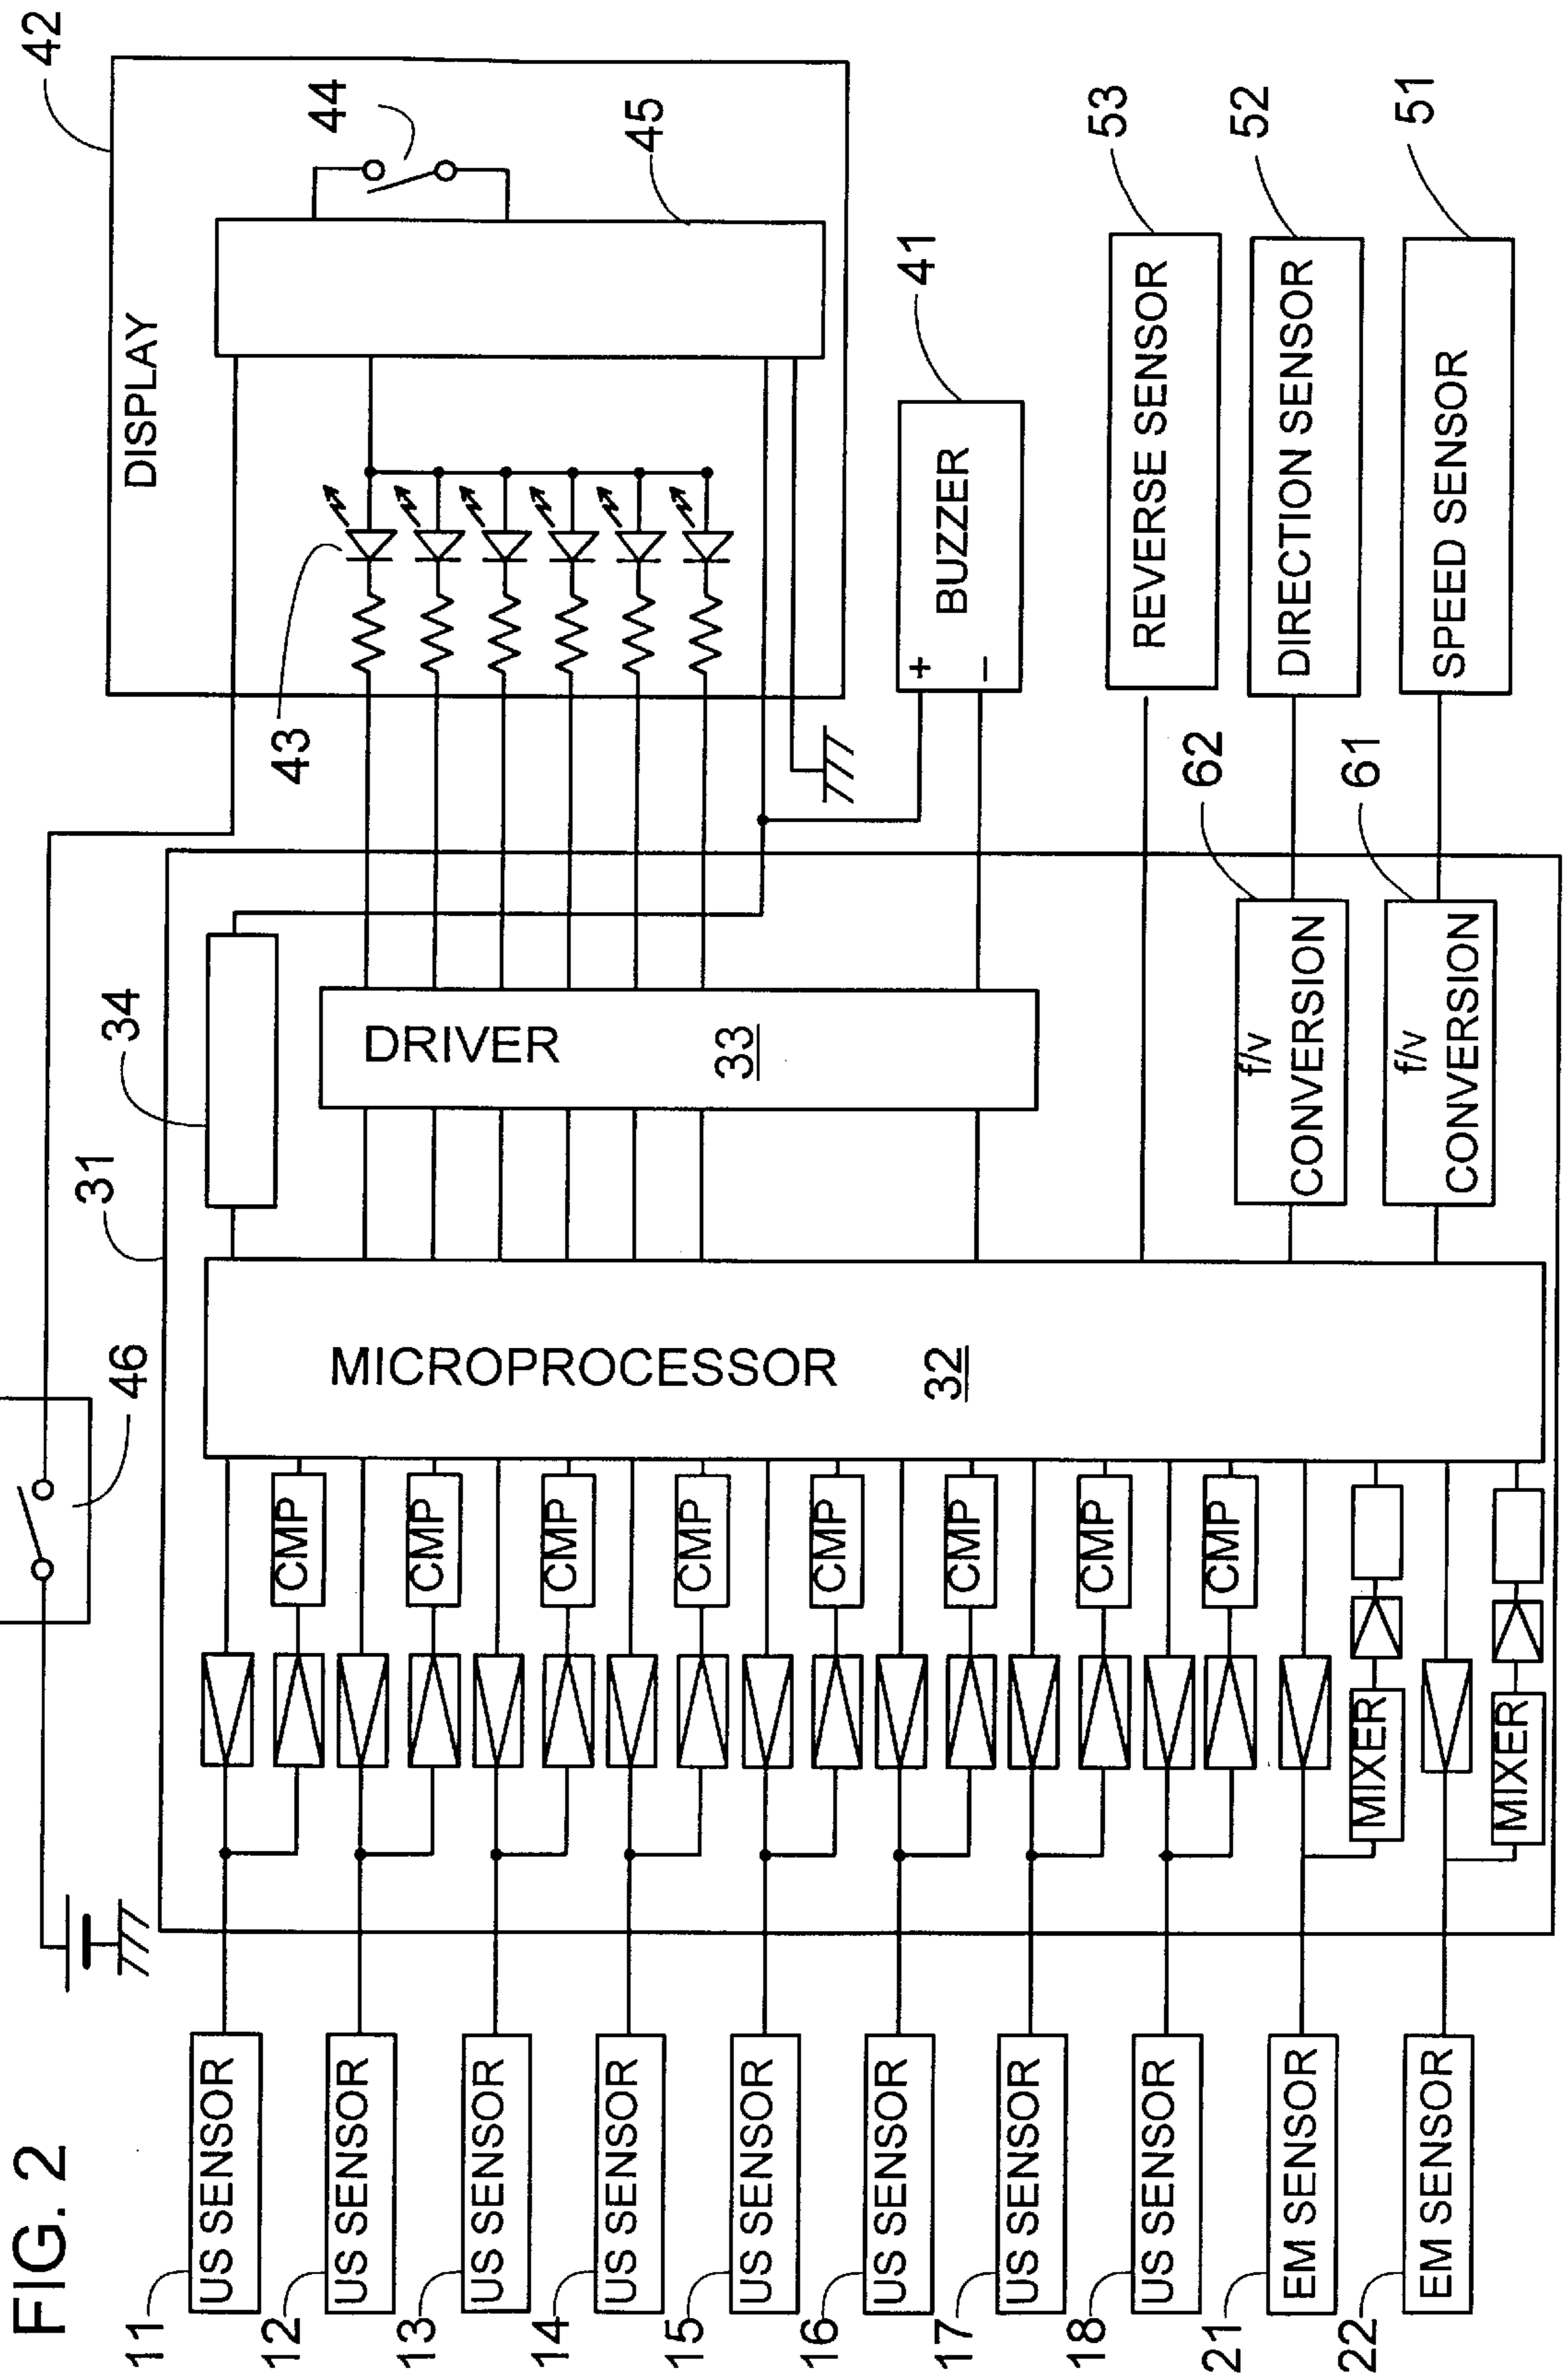 FIG. 2
42
DISPLAY
44
45
43
46
31
34
DRIVER
33
MICROPROCESSOR
32
41
BUZZER
+
−
53
REVERSE SENSOR
52
DIRECTION SENSOR
51
SPEED SENSOR
62
f/v
CONVERSION
61
f/v
CONVERSION
11
US SENSOR
CMP
12
US SENSOR
CMP
13
US SENSOR
CMP
14
US SENSOR
CMP
15
US SENSOR
CMP
16
US SENSOR
CMP
17
US SENSOR
CMP
18
US SENSOR
CMP
21
EM SENSOR
MIXER
22
EM SENSOR
MIXER